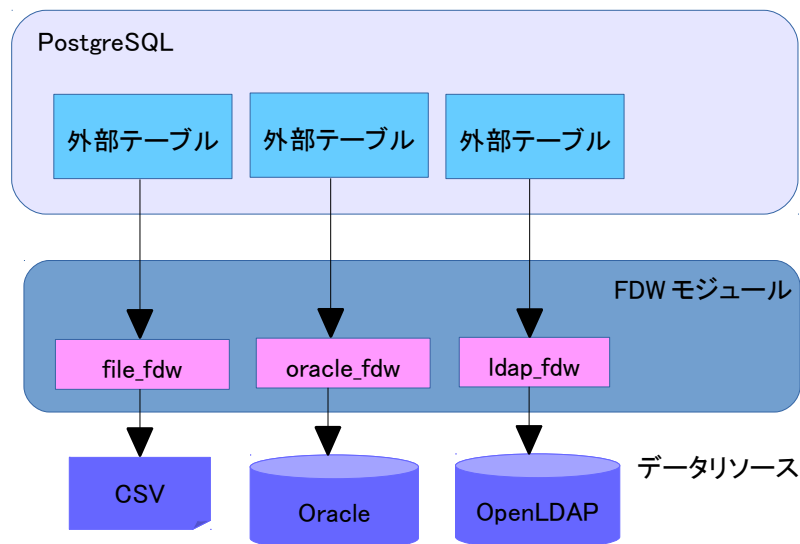 PostgreSQL
外部テーブル
外部テーブル
外部テーブル
FDW モジュール
file_fdw
oracle_fdw
ldap_fdw
データリソース
CSV
Oracle
OpenLDAP